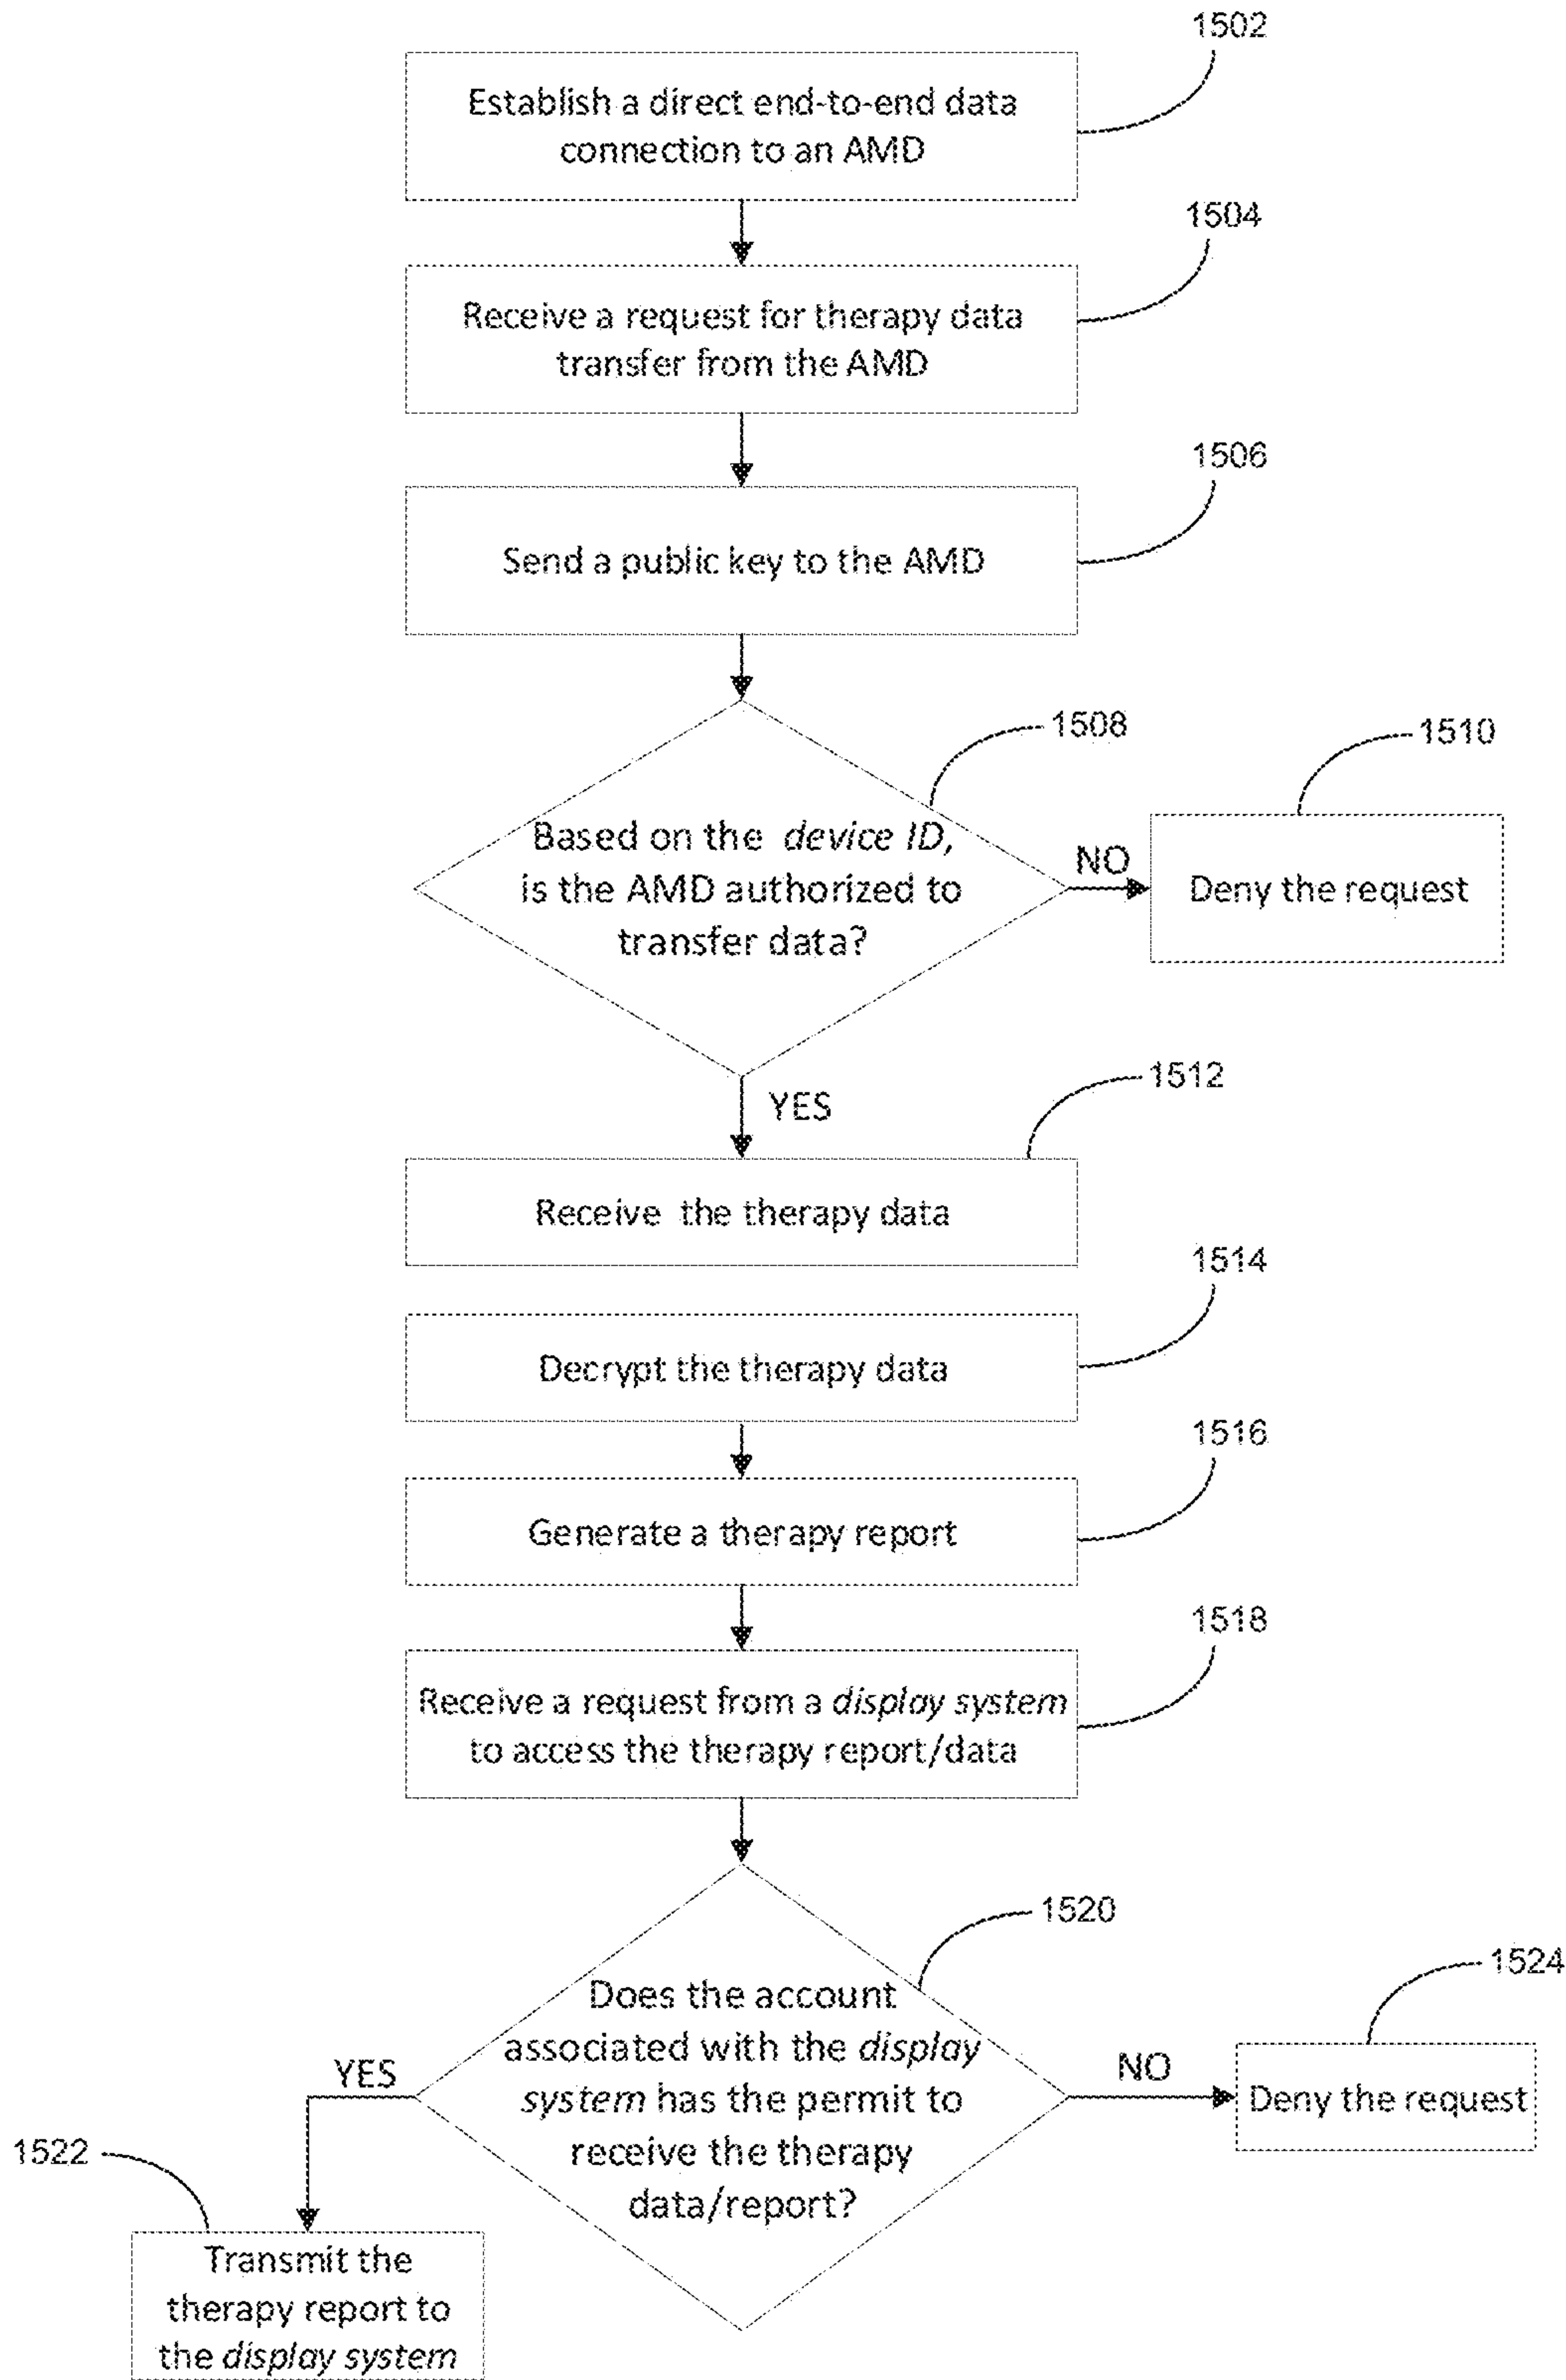 1502
Establish a direct end-to-end data
connection to an AMD
1504
Receive a request for therapy data
transfer from the AMD
1506
Send a public key to the AMD
1508
1510
Based on the device ID,
is the AMD authorized to
transfer data?
NO
Deny the request
YES
1512
Receive the therapy data
1514
Decrypt the therapy data
1516
Generate a therapy report
1518
Receive a request from a display system
to access the therapy report/data
1520
1524
Does the account
associated with the display
system has the permit to
receive the therapy
data/report?
YES
NO
Deny the request
1522
Transmit the
therapy report to
the display system